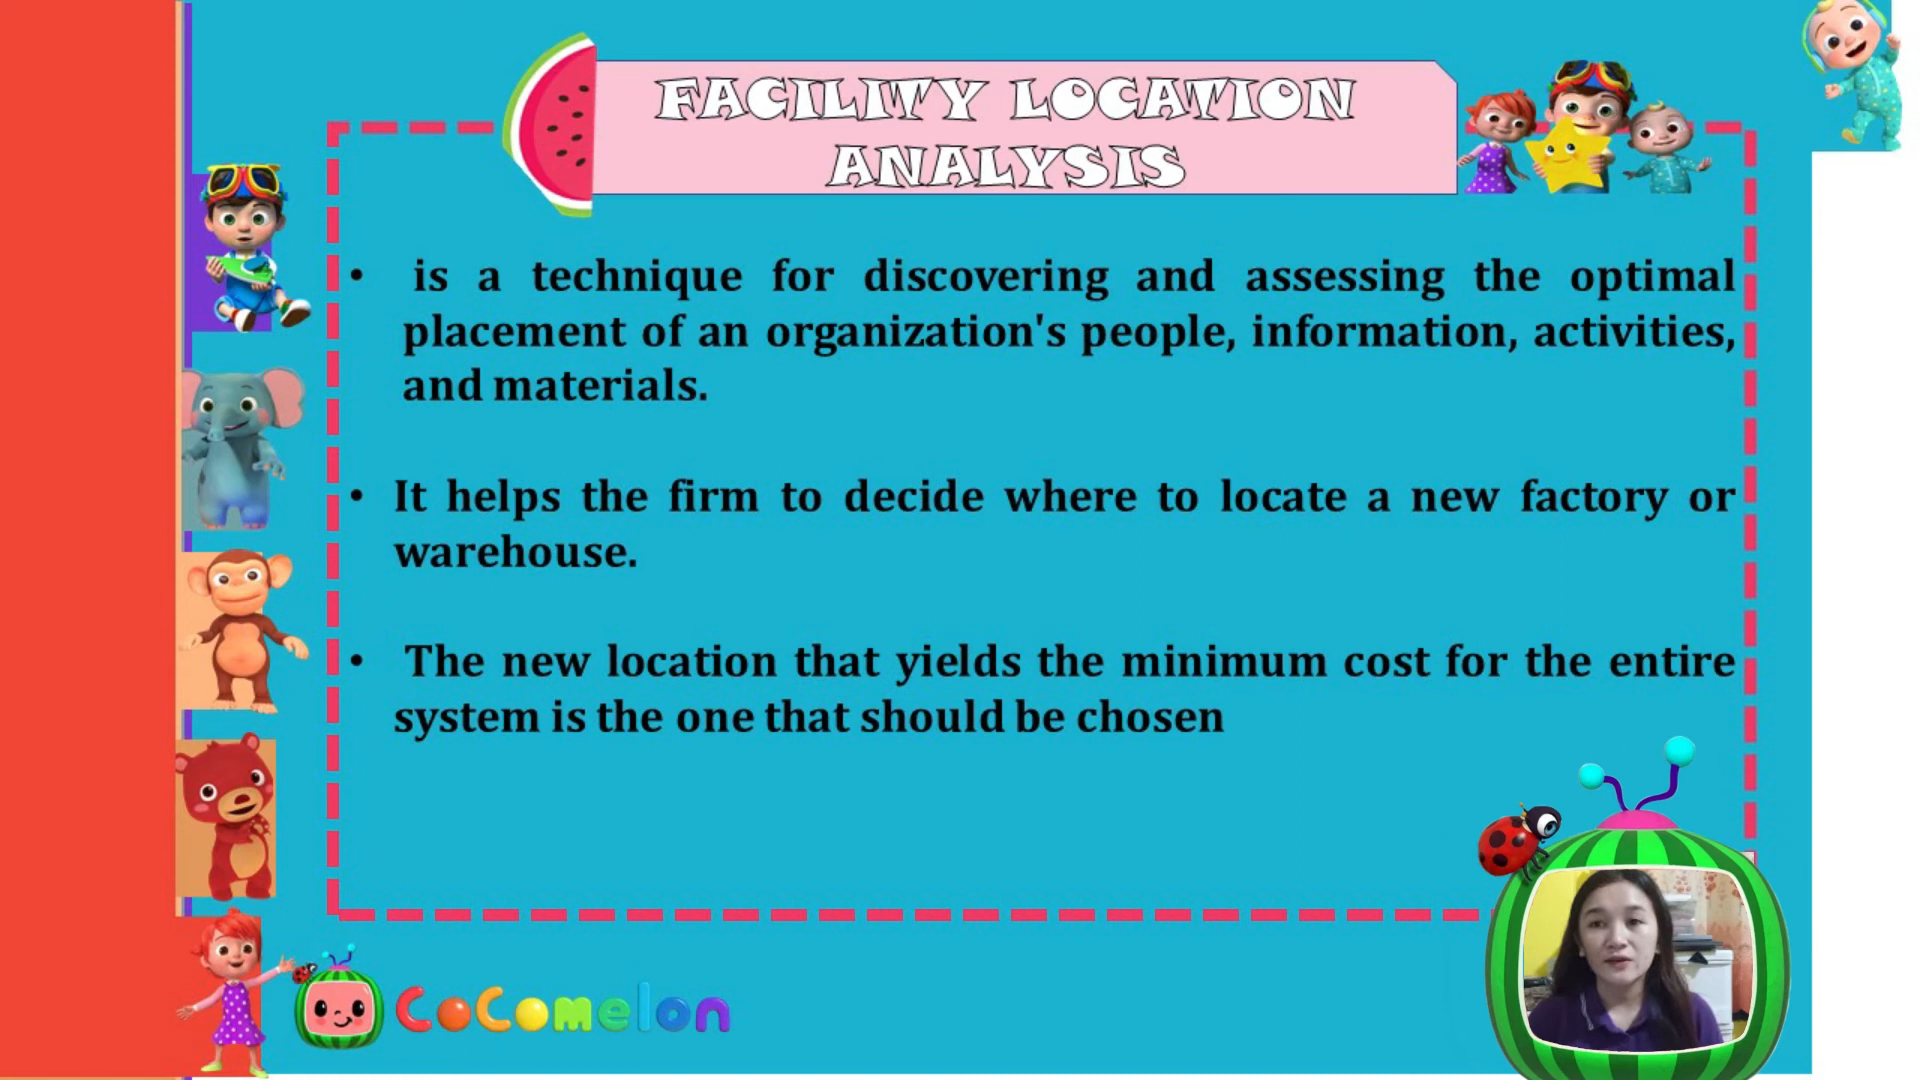 FACILITY LOCATION
ANALYSIS
• is a technique for discovering and assessing the optimal
placement of an organization's people, information, activities,
and materials.
• It helps the firm to decide where to locate a new factory or
warehouse.
• The new location that yields the minimum cost for the entire
system is the one that should be chosen
CoComelon